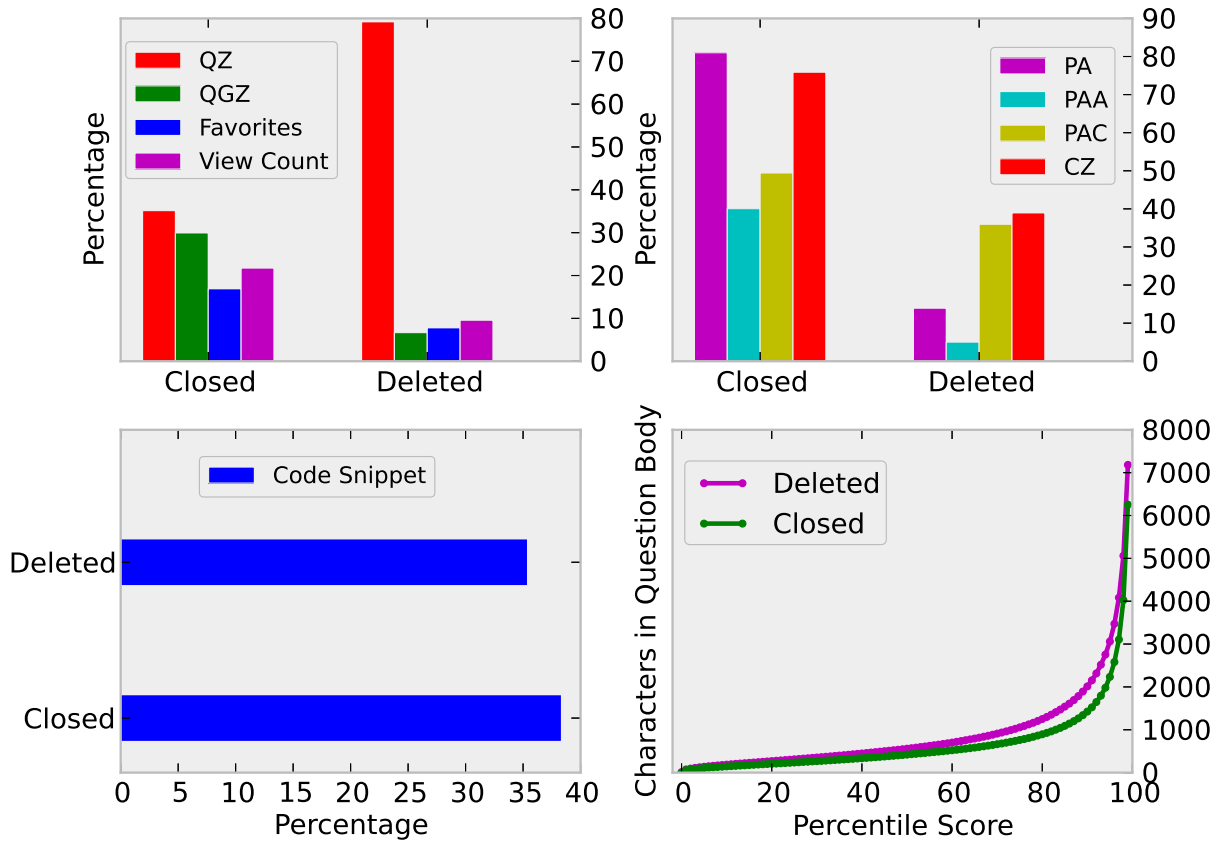 Percentage
QZ
QGZ
Favorites
View Count
0
10
20
30
40
50
60
70
80
Closed
Deleted
Percentage
PA
PAA
PAC
CZ
0
10
20
30
40
50
60
70
80
90
Closed
Deleted
Code Snippet
Deleted
Closed
0 5 10 15 20 25 30 35 40
Percentage
Characters in Question Body
Deleted
Closed
0
1000
2000
3000
4000
5000
6000
7000
8000
0 20 40 60 80 100
Percentile Score